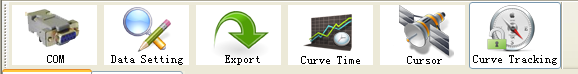 COM
Data Setting
Export
Curve Time
Cursor
Curve Tracking